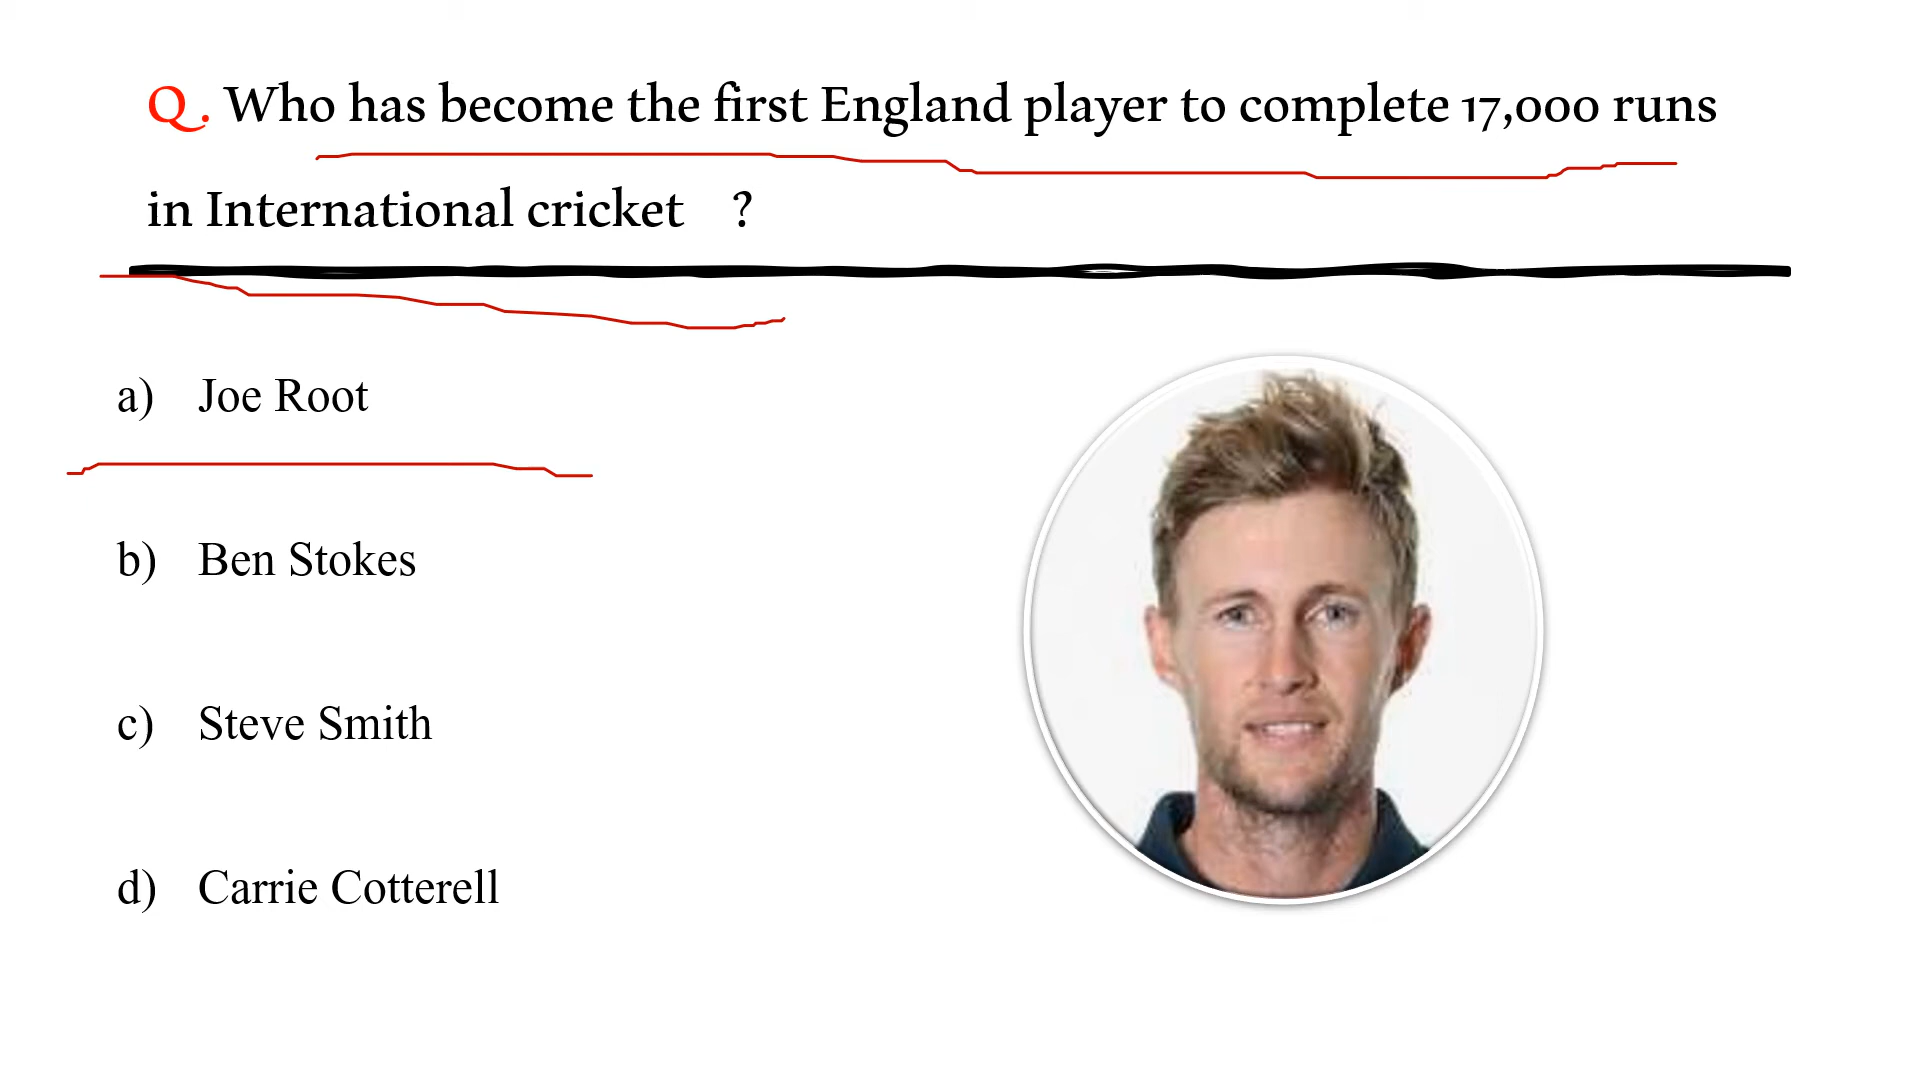 Q. Who has become the first England player to complete 17,000 runs
in International cricket ?
a) Joe Root
b) Ben Stokes
c) Steve Smith
d) Carrie Cotterell